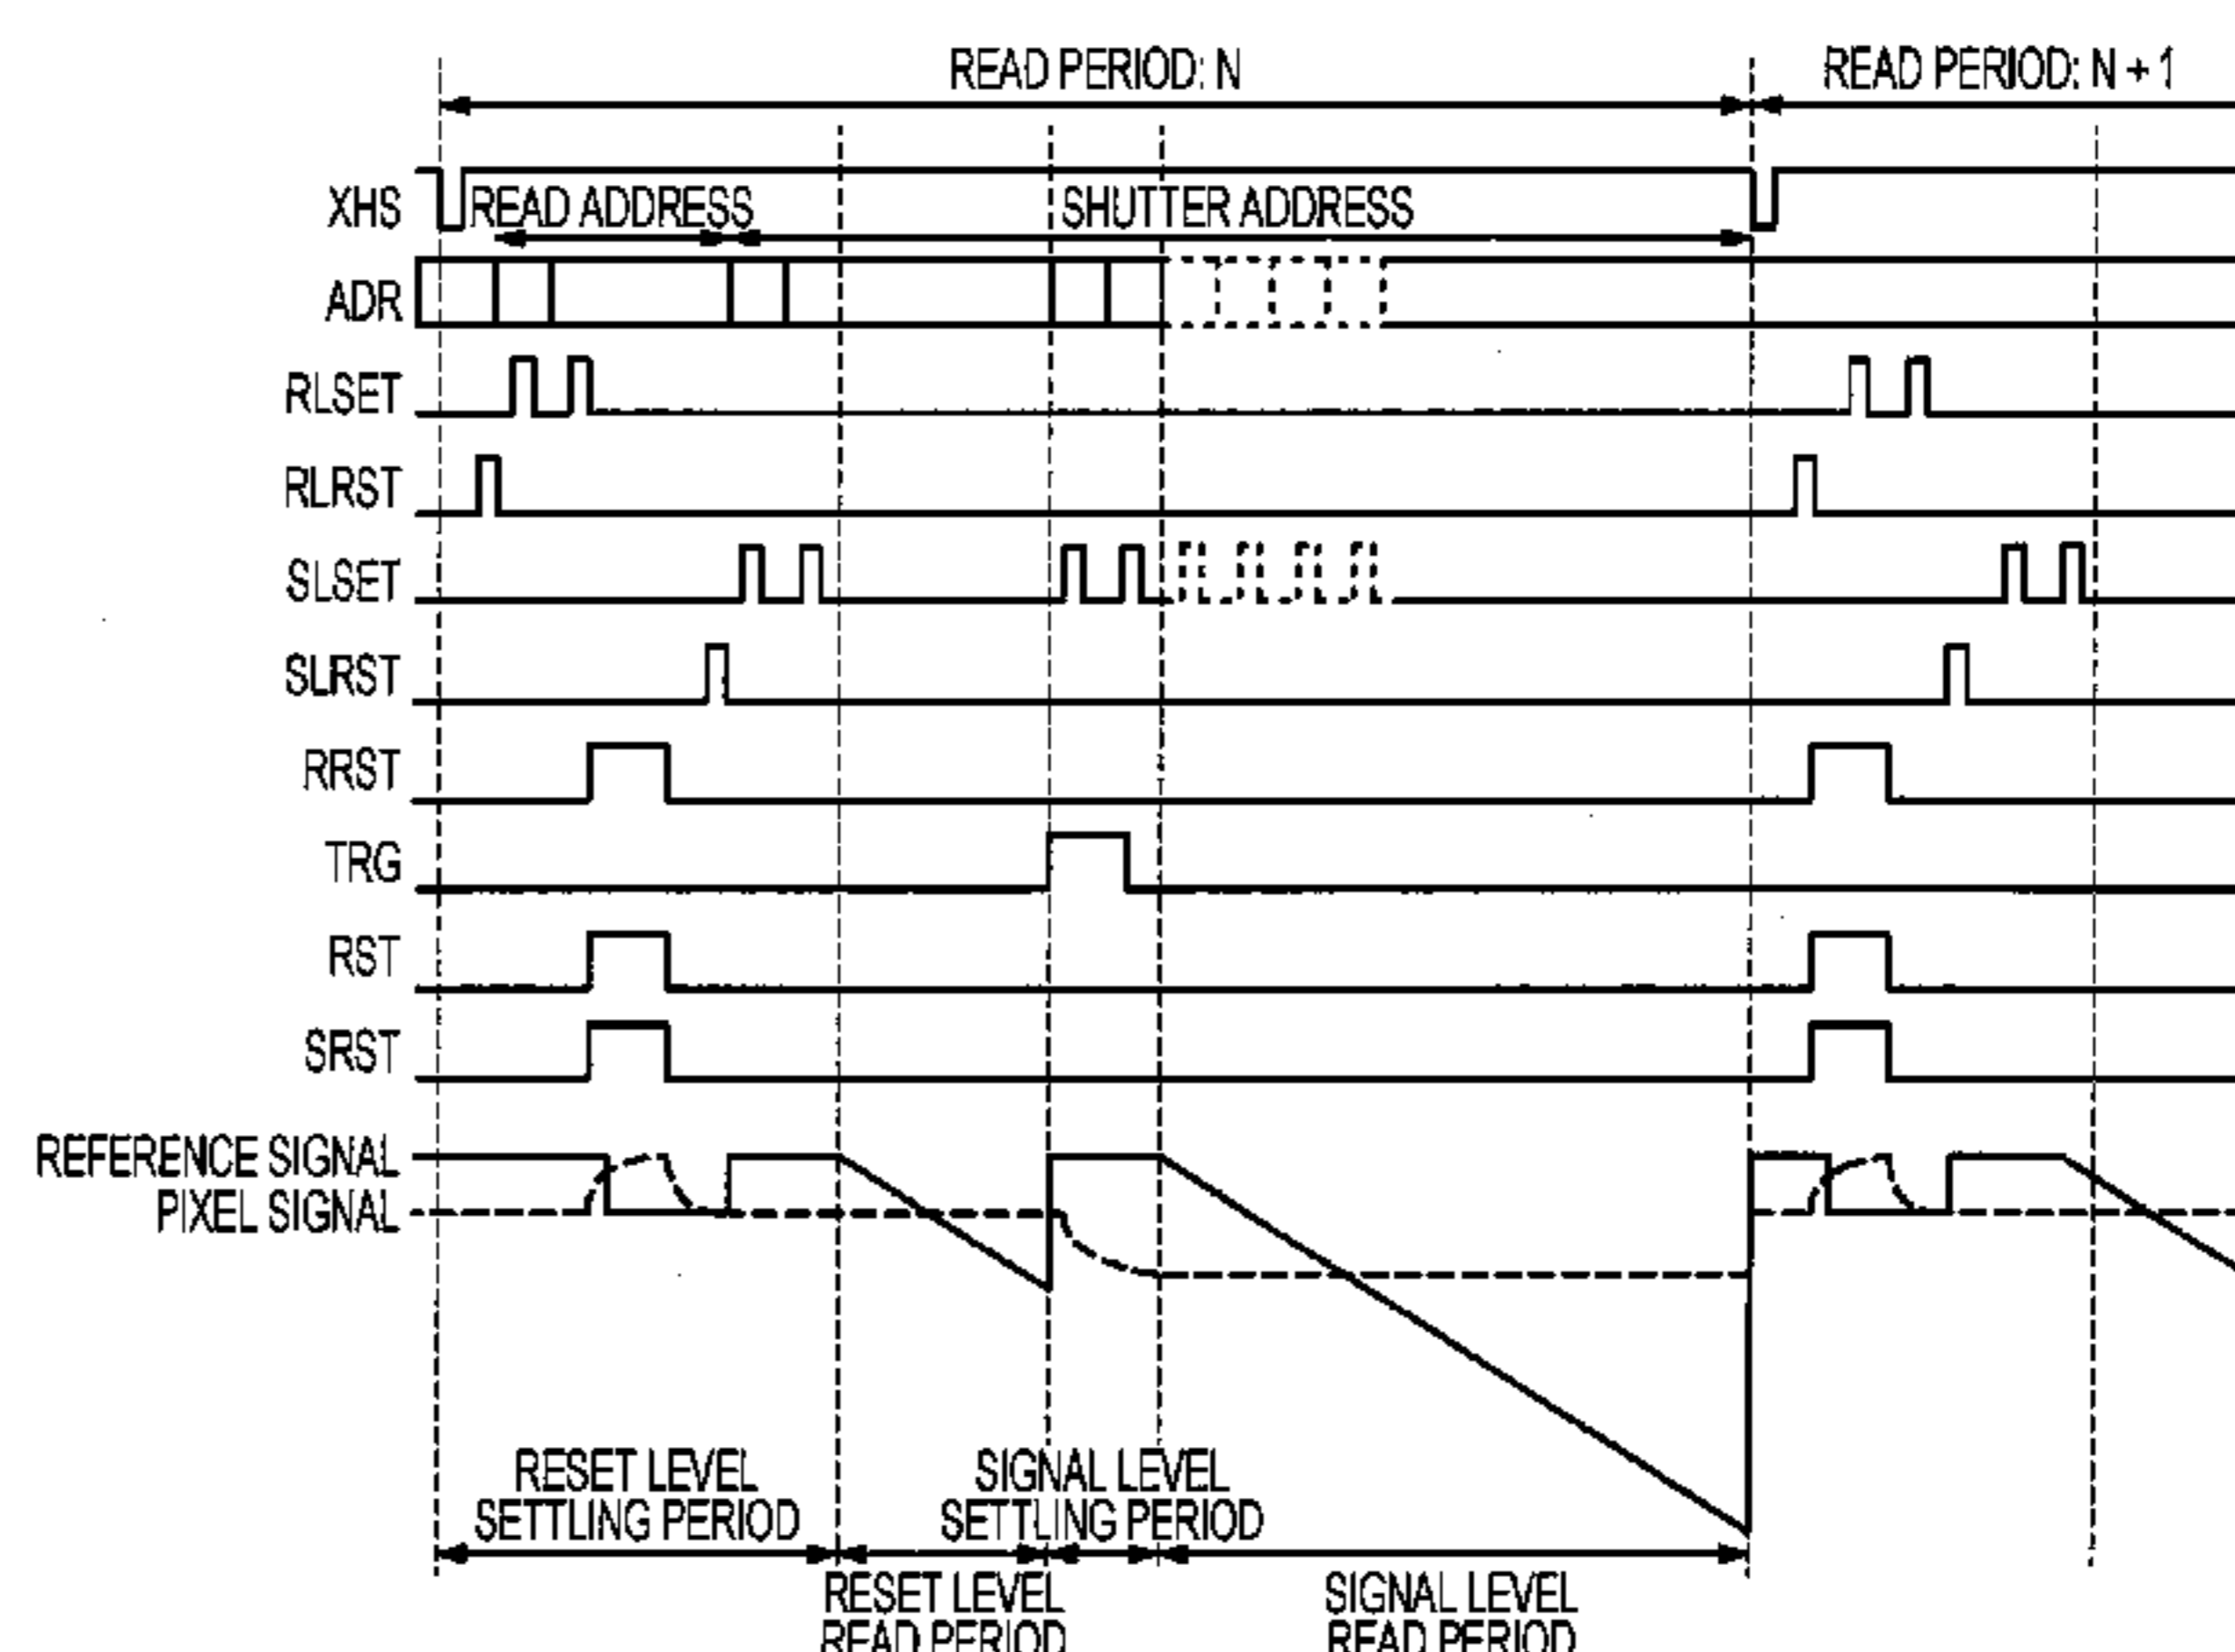 READ PERIOD: N
READ PERIOD: N + 1
XHS
READ ADDRESS
SHUTTER ADDRESS
ADR
RLSET
RLRST
SLSET
SLRST
RRST
TRG
RST
SRST
REFERENCE SIGNAL
PIXEL SIGNAL
RESET LEVEL
SETTLING PERIOD
SIGNAL LEVEL
SETTLING PERIOD
RESET LEVEL
READ PERIOD
SIGNAL LEVEL
READ PERIOD